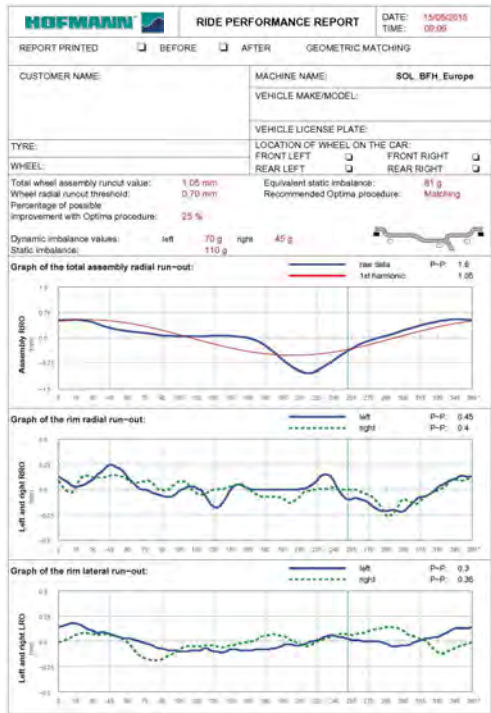 HOFMANN
RIDE PERFORMANCE REPORT
DATE: 15/05/2015
TIME: 00:06
REPORT PRINTED BEFORE AFTER GEOMETRIC MATCHING
CUSTOMER NAME:
MACHINE NAME: SOL_BFH_Europe
VEHICLE MAKE/MODEL:
VEHICLE LICENSE PLATE:
TYRE:
LOCATION OF WHEEL ON THE CAR:
FRONT LEFT FRONT RIGHT
WHEEL:
REAR LEFT REAR RIGHT
Total wheel assembly runout value: 1.05 mm Equivalent static imbalance: 81 g
Wheel radial runout threshold: 0.70 mm Recommended Optima procedure: Matching
Percentage of possible
improvement with Optima procedure: 25 %
Dynamic imbalance values: left 70 g right 45 g
Static imbalance: 110 g
Graph of the total assembly radial run-out:
raw data P-P: 1.6
1st harmonic 1.05
Assembly RRO
Graph of the rim radial run-out:
left P-P: 0.45
right P-P: 0.4
Left and right RRO
Graph of the rim lateral run-out:
left P-P: 0.3
right P-P: 0.36
Left and right LRO